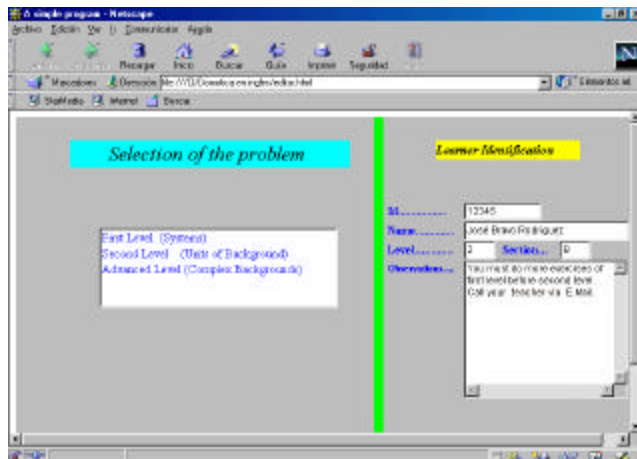 A simple program - Netscape
Archivo Edición Ver Ir Communicator Ayuda
Recargar Inicio Buscar Guía Imprimir Seguridad
Marcadores Dirección
Internet Buscar
Selection of the problem
Learner Identification
First Level (Systems)
Second Level (Units of Background)
Advanced Level (Complex Backgrounds)
Id............ 12345
Name............ José Bravo Rodríguez
Level............ 2 Section... B
Observations...
You must do more exercises of
first level before second level.
Call your teacher via E.Mail.